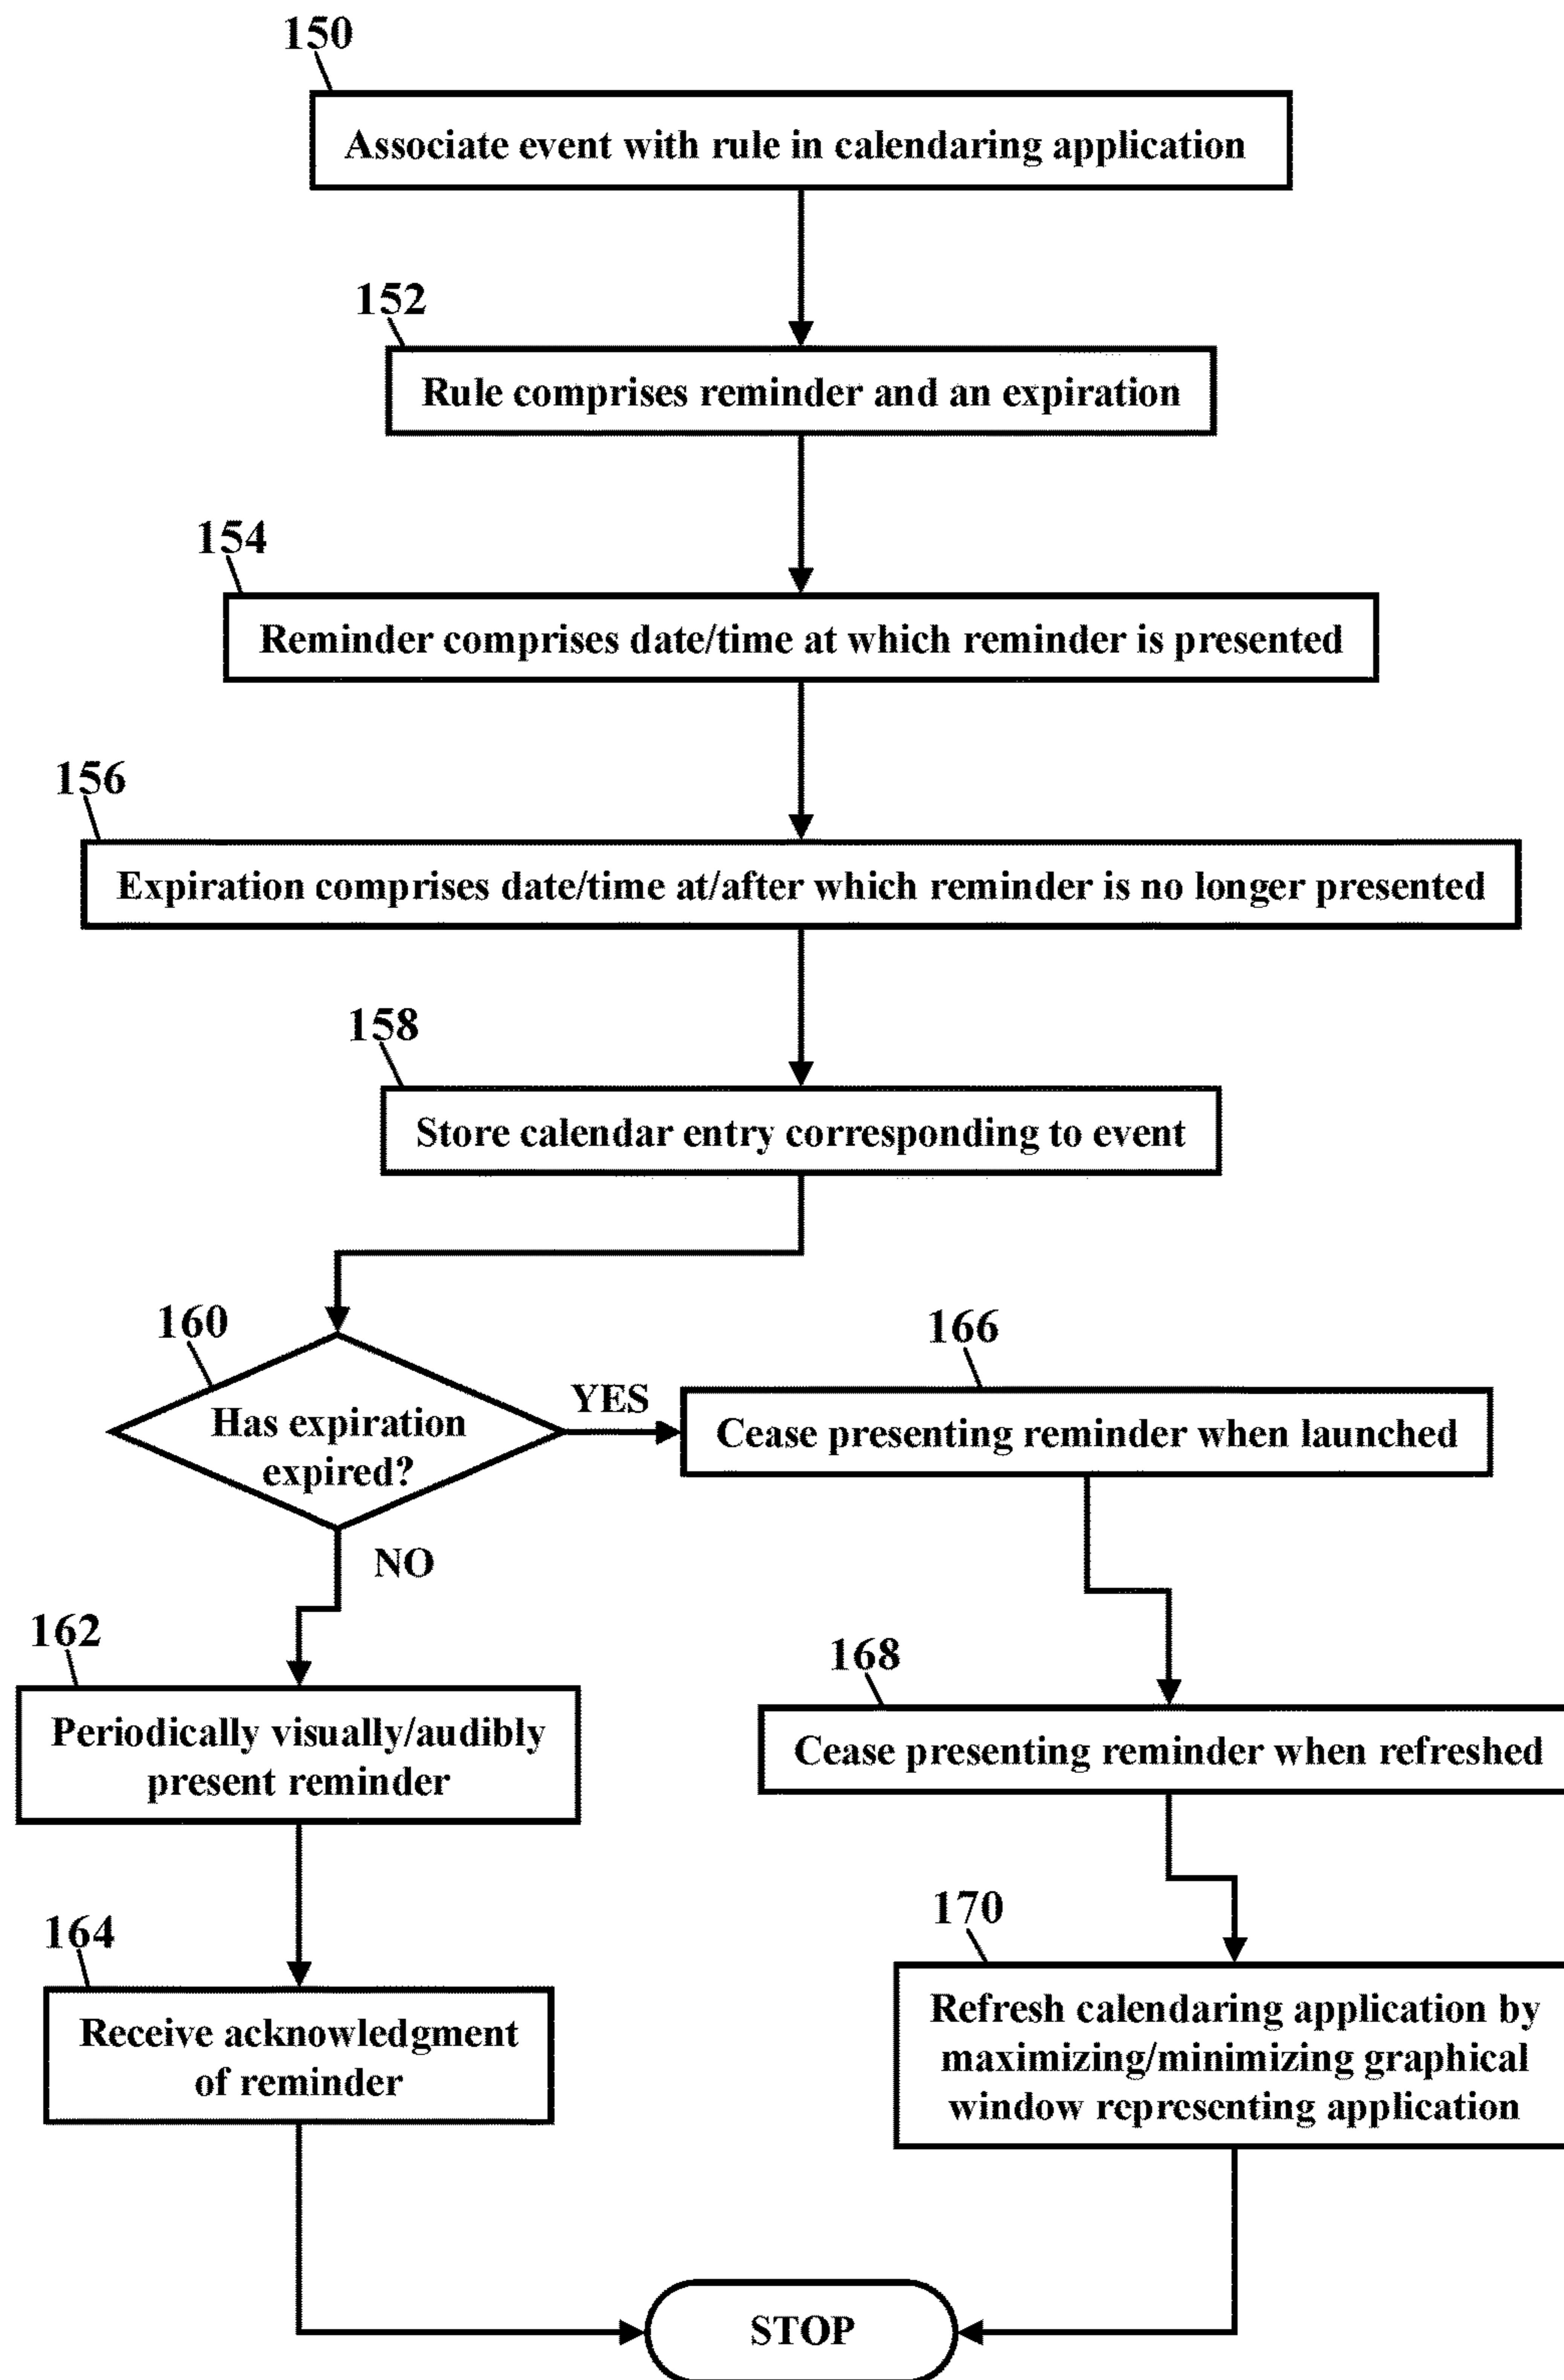 150
Associate event with rule in calendaring application
152
Rule comprises reminder and an expiration
154
Reminder comprises date/time at which reminder is presented
156
Expiration comprises date/time at/after which reminder is no longer presented
158
Store calendar entry corresponding to event
160
Has expiration
expired?
YES
NO
166
Cease presenting reminder when launched
162
Periodically visually/audibly
present reminder
168
Cease presenting reminder when refreshed
164
Receive acknowledgment
of reminder
170
Refresh calendaring application by
maximizing/minimizing graphical
window representing application
STOP